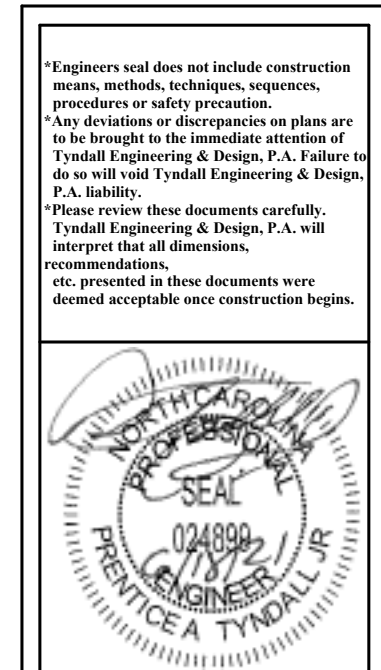 *Engineers seal does not include construction
means, methods, techniques, sequences,
procedures or safety precaution.
*Any deviations or discrepancies on plans are
to be brought to the immediate attention of
Tyndall Engineering & Design, P.A. Failure to
do so will void Tyndall Engineering & Design,
P.A. liability.
*Please review these documents carefully.
Tyndall Engineering & Design, P.A. will
interpret that all dimensions,
recommendations,
etc. presented in these documents were
deemed acceptable once construction begins.
NORTH CAROLINA
PROFESSIONAL
SEAL
024899
ENGINEER
PRENTICE A TYNDALL JR